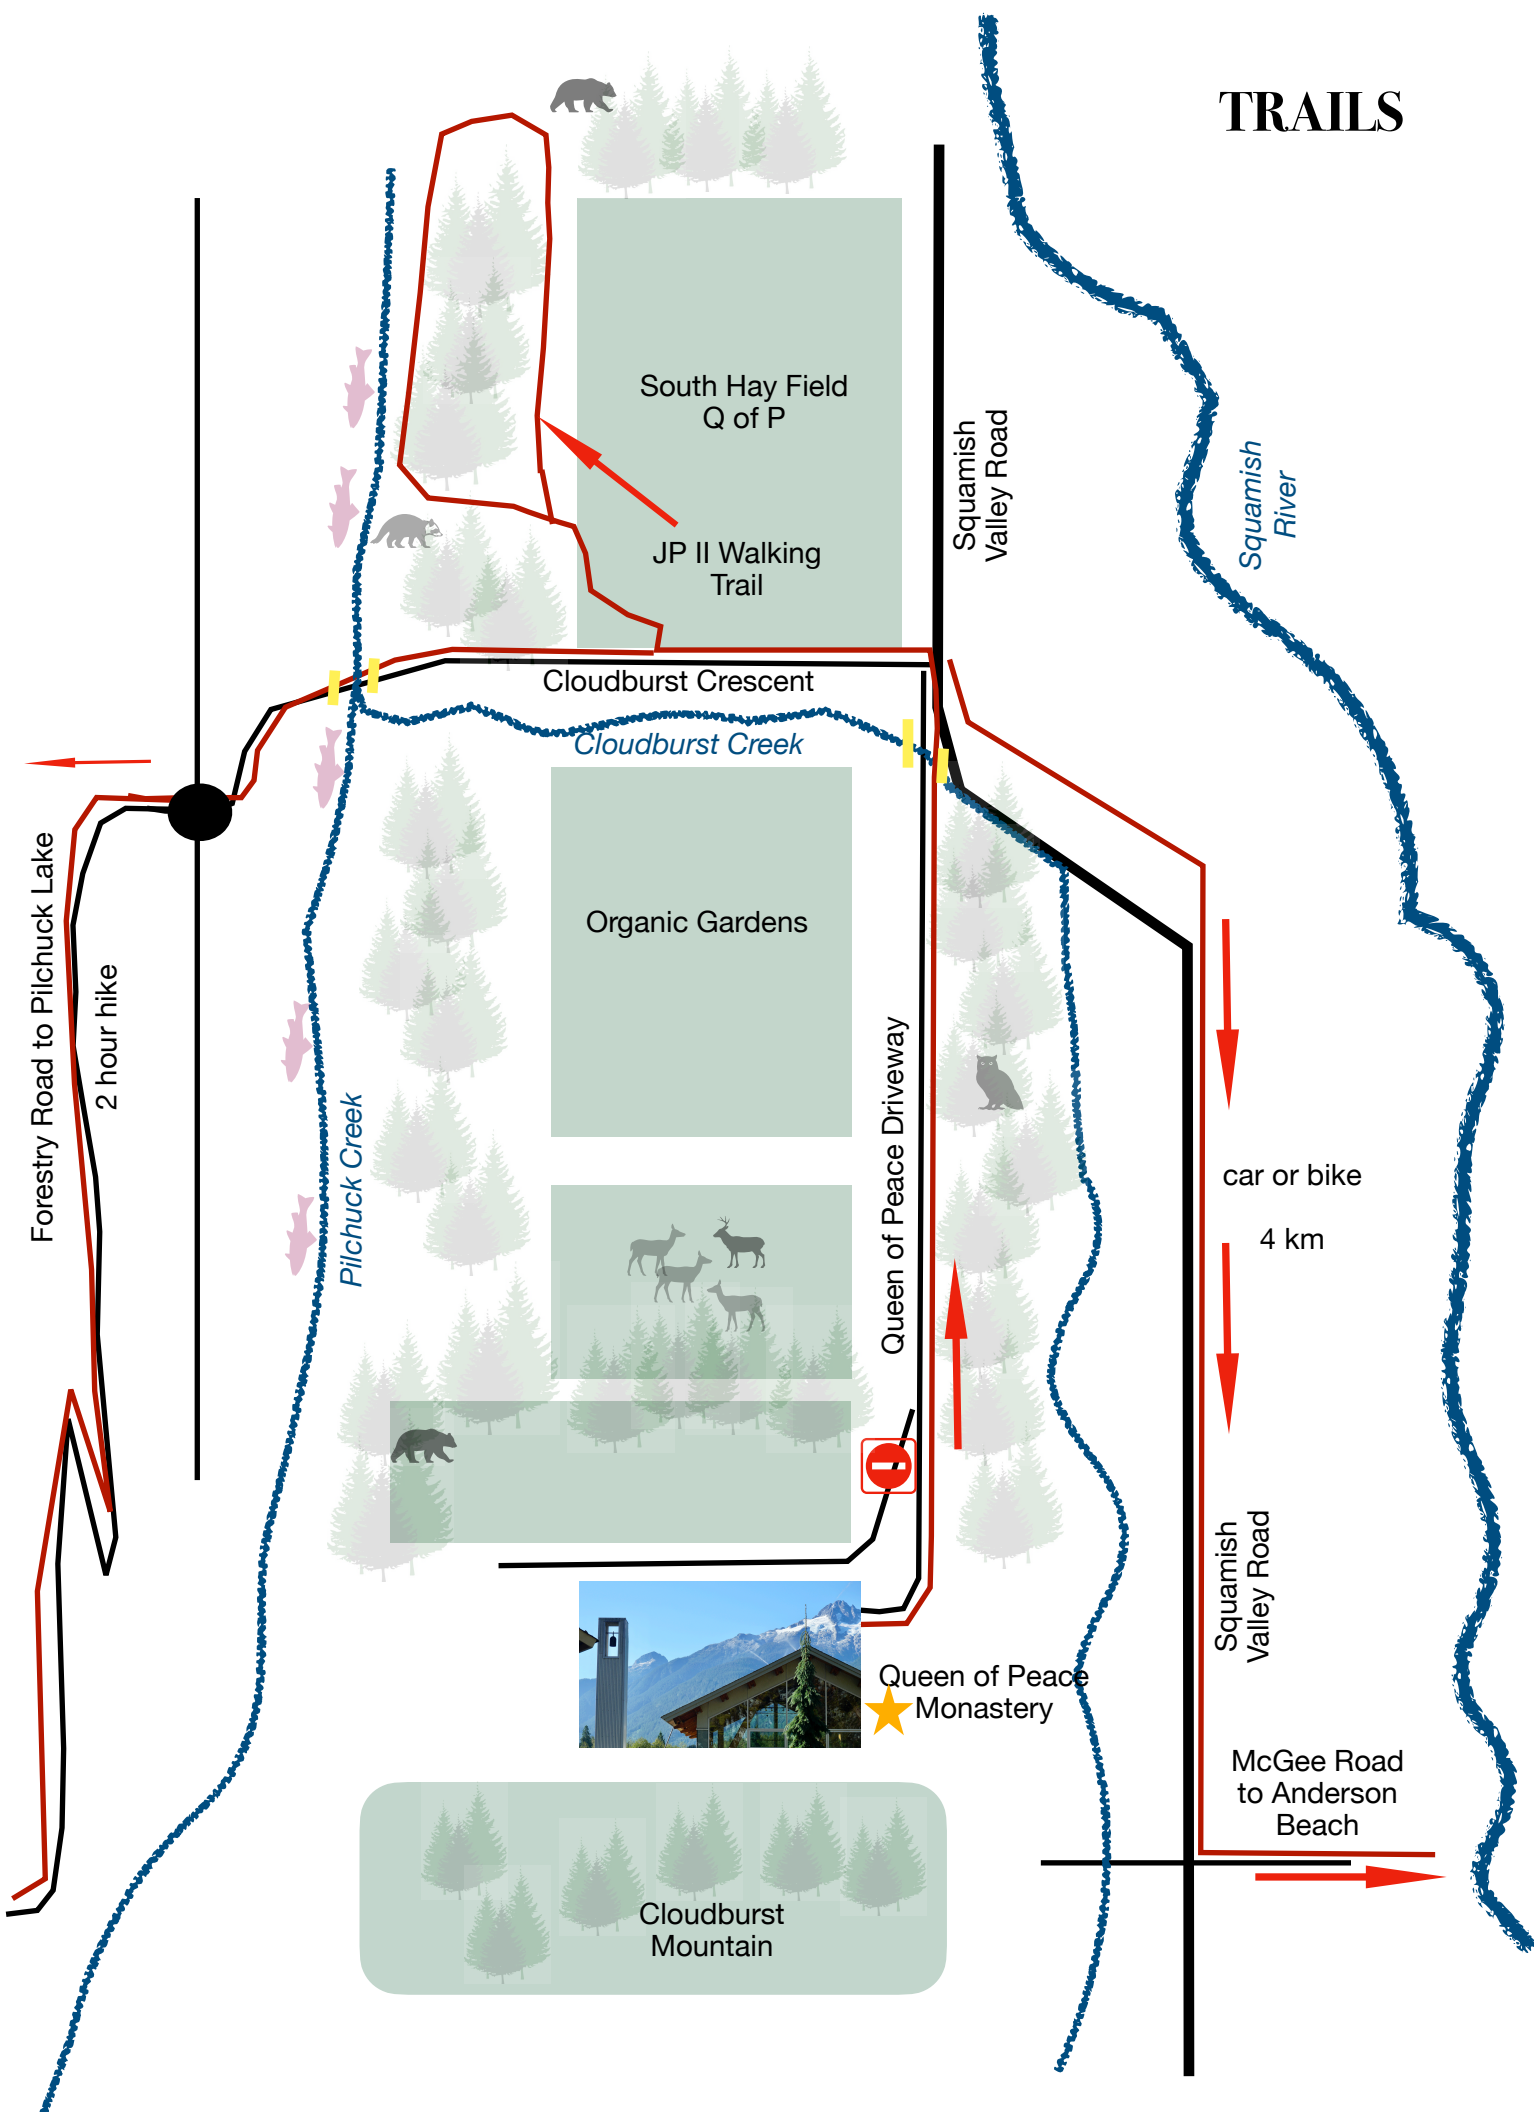 TRAILS
South Hay Field
Q of P
Squamish
Valley Road
Squamish
River
JP II Walking
Trail
Cloudburst Crescent
Cloudburst Creek
Forestry Road to Pilchuck Lake
2 hour hike
Organic Gardens
Pilchuck Creek
Queen of Peace Driveway
car or bike
4 km
Squamish
Valley Road
Queen of Peace
Monastery
McGee Road
to Anderson
Beach
Cloudburst
Mountain